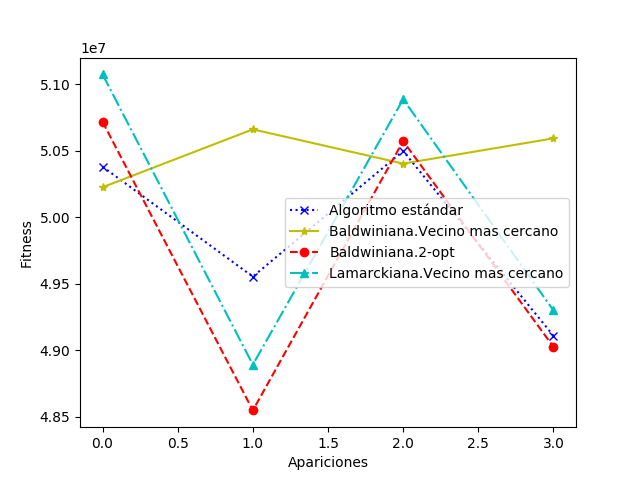 1e7
5.10
5.05
5.00
4.95
4.90
4.85
Fitness
Algoritmo estándar
Baldwiniana.Vecino mas cercano
Baldwiniana.2-opt
Lamarckiana.Vecino mas cercano
0.0 0.5 1.0 1.5 2.0 2.5 3.0
Apariciones